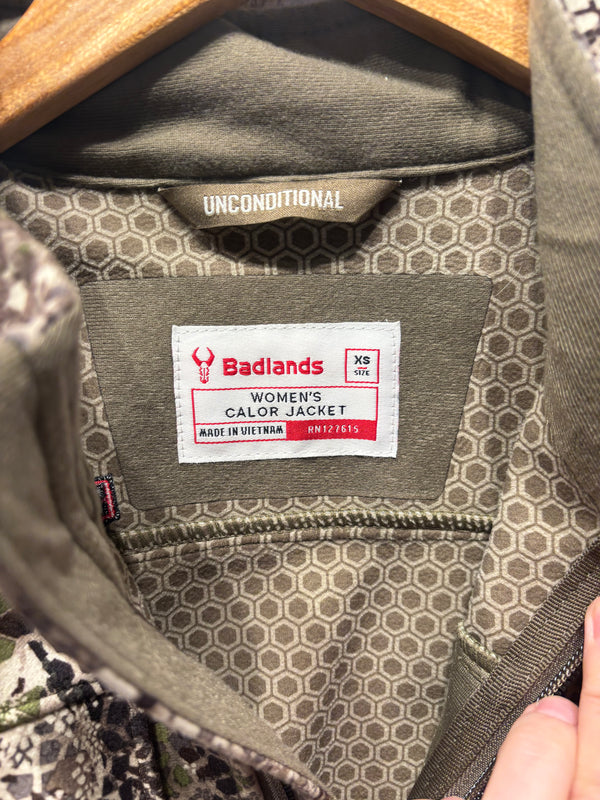 UNCONDITIONAL
Badlands
XS
SIZE
WOMEN'S
CALOR JACKET
MADE IN VIETNAM
RN127615